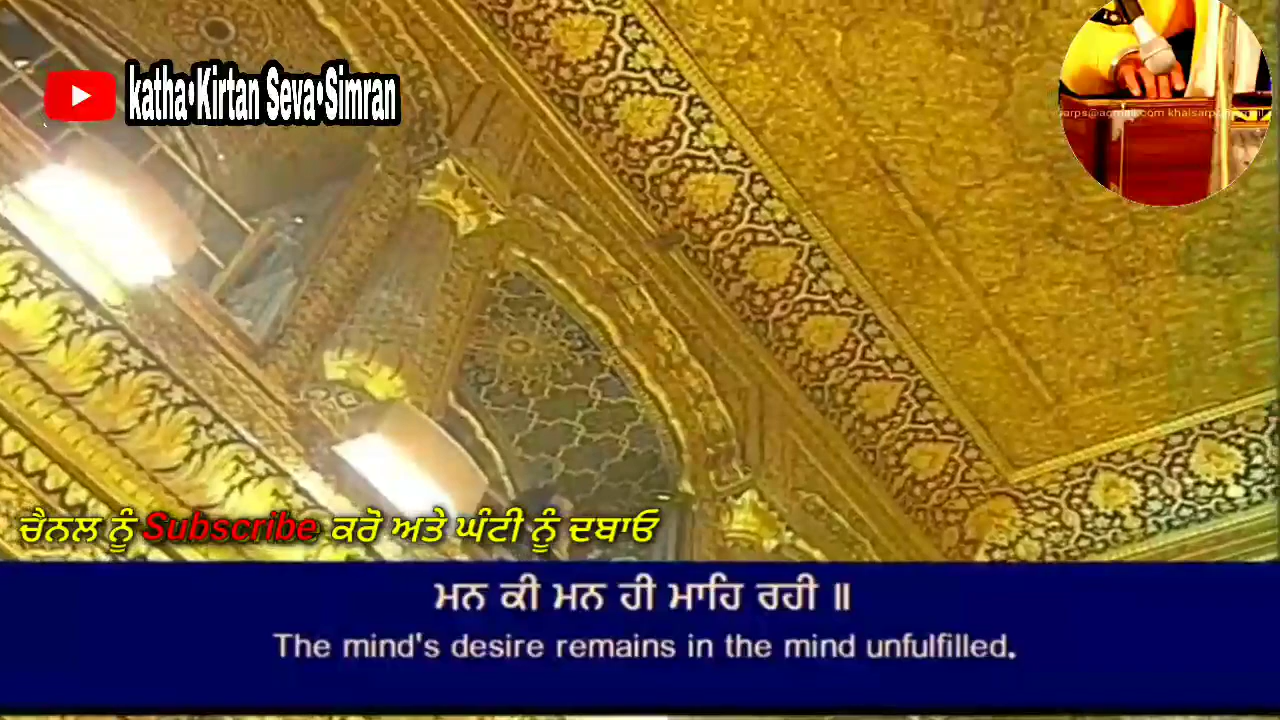 katha•Kirtan Seva•Simran
ਚੈਨਲ ਨੂੰ Subscribe ਕਰੋ ਅਤੇ ਘੰਟੀ ਨੂੰ ਦਬਾਓ
ਮਨ ਕੀ ਮਨ ਹੀ ਮਾਹਿ ਰਹੀ ॥
The mind's desire remains in the mind unfulfilled.